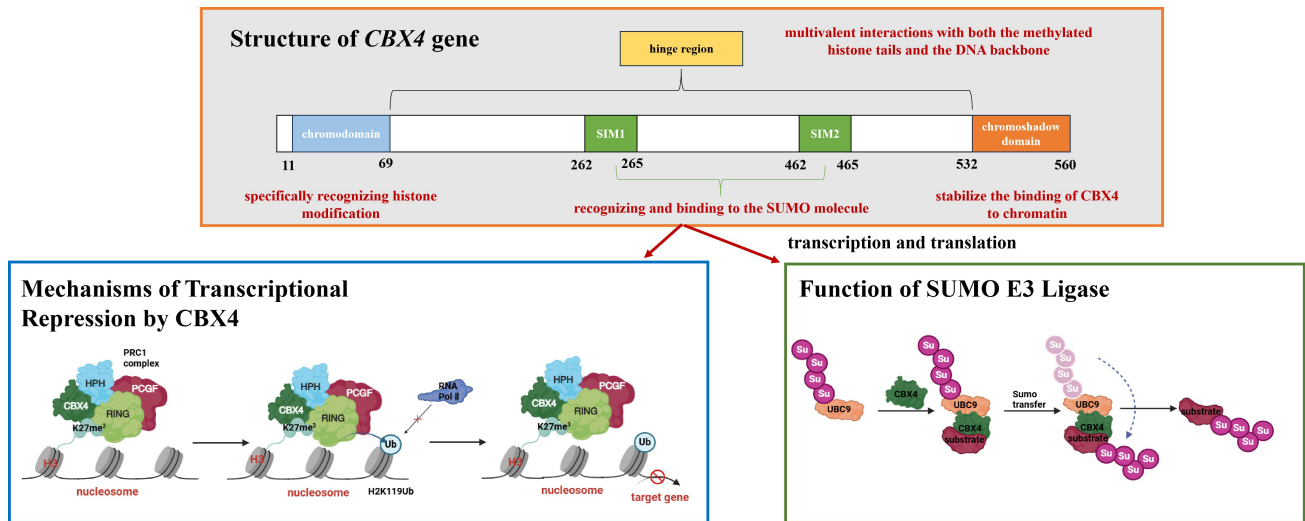 Structure of CBX4 gene
hinge region
multivalent interactions with both the methylated
histone tails and the DNA backbone
chromodomain
SIM1
SIM2
chromoshadow
domain
11
69
262
265
462
465
532
560
specifically recognizing histone
modification
recognizing and binding to the SUMO molecule
stabilize the binding of CBX4
to chromatin
transcription and translation
Mechanisms of Transcriptional
Repression by CBX4
PRC1
complex
HPH
PCGF
CBX4
RING
K27me3
H3
nucleosome
HPH
PCGF
CBX4
RING
K27me3
RNA
Pol II
Ub
H3
nucleosome
H2K119Ub
HPH
PCGF
CBX4
RING
K27me3
Ub
H3
nucleosome
target gene
Function of SUMO E3 Ligase
Su
Su
Su
Su
UBC9
CBX4
Su
Su
Su
Su
UBC9
CBX4
substrate
Sumo
transfer
Su
Su
Su
Su
UBC9
CBX4
substrate
Su
Su
Su
Su
Su
substrate
Su
Su
Su
Su
Su